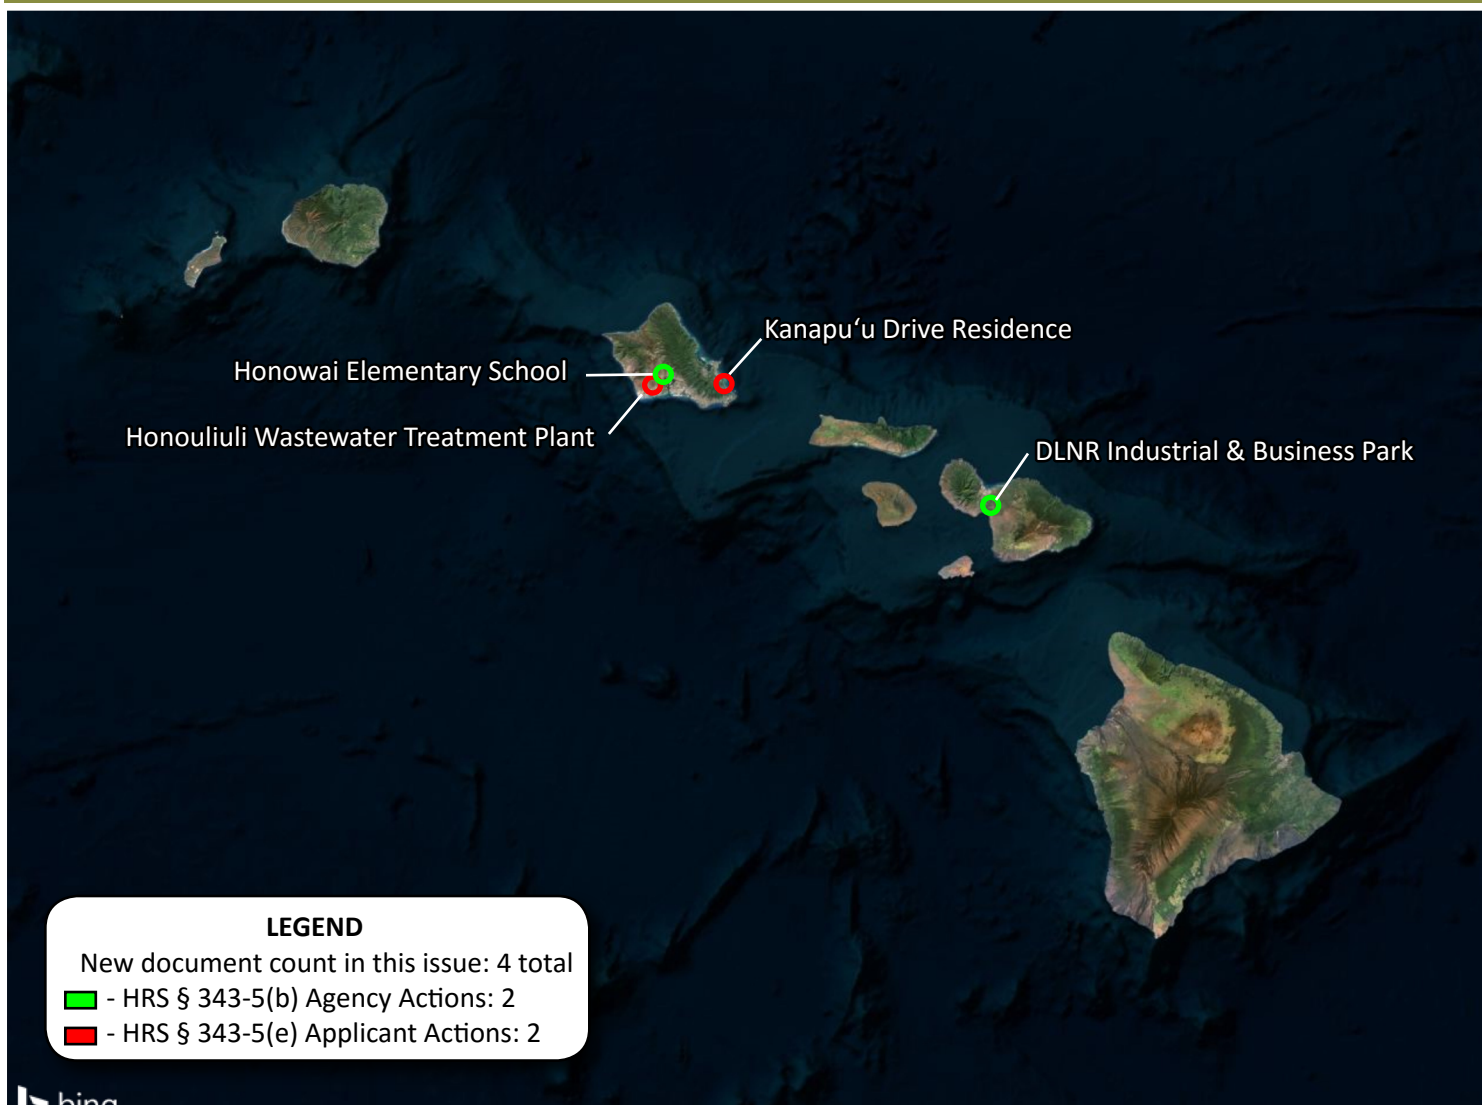 Kanapu‘u Drive Residence
Honowai Elementary School
Honouliuli Wastewater Treatment Plant
DLNR Industrial & Business Park
LEGEND
New document count in this issue: 4 total
- HRS § 343-5(b) Agency Actions: 2
- HRS § 343-5(e) Applicant Actions: 2
bing